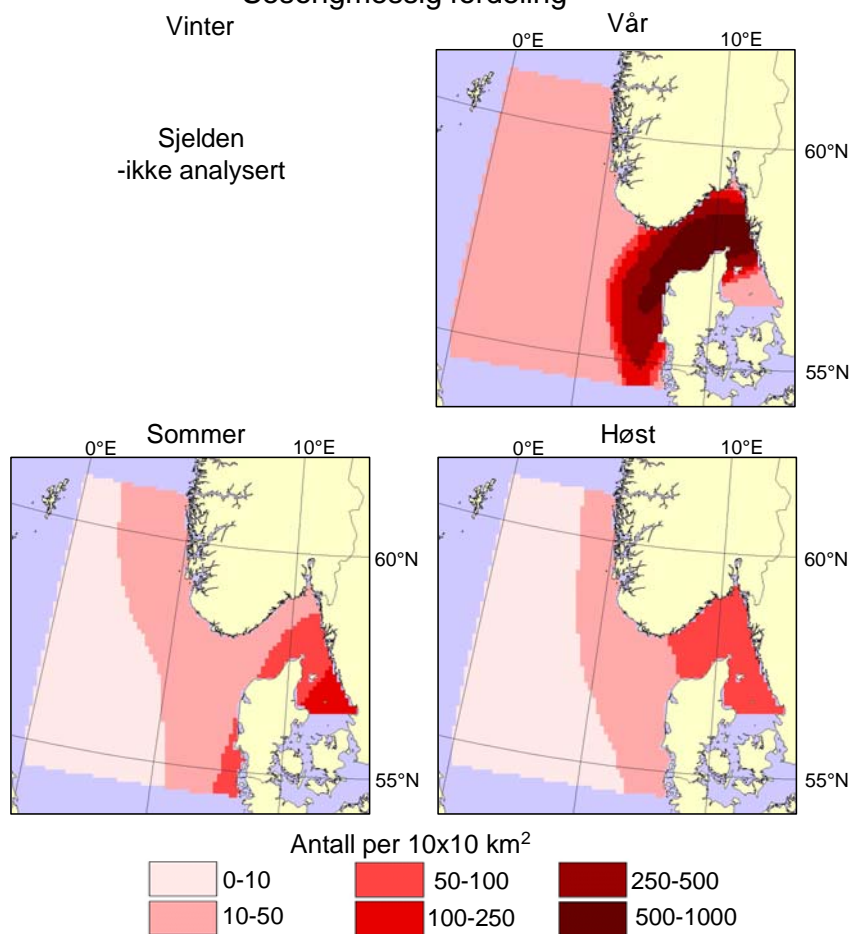 Vinter
Vår
0°E
10°E
Sjelden
-ikke analysert
60°N
55°N
Sommer
Høst
0°E
10°E
0°E
10°E
60°N
60°N
55°N
55°N
Antall per 10x10 km²
0-10
50-100
250-500
10-50
100-250
500-1000